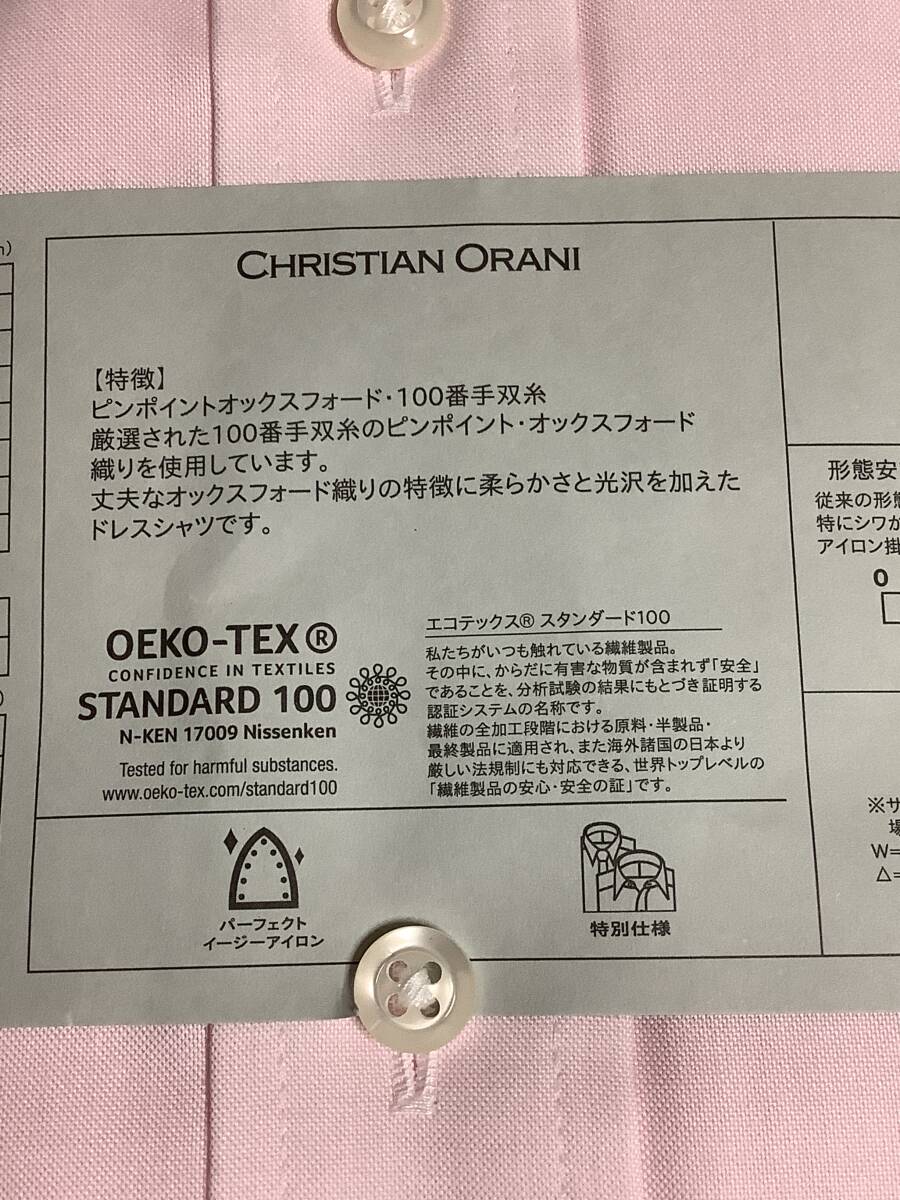 CHRISTIAN ORANI
【特徴】
ピンポイントオックスフォード・100番手双糸
厳選された100番手双糸のピンポイント・オックスフォード
織りを使用しています。
丈夫なオックスフォード織りの特徴に柔らかさと光沢を加えた
ドレスシャツです。
OEKO-TEX®
CONFIDENCE IN TEXTILES
STANDARD 100
N-KEN 17009 Nissenken
Tested for harmful substances.
www.oeko-tex.com/standard100
エコテックス® スタンダード100
私たちがいつも触れている繊維製品。
その中に、からだに有害な物質が含まれず「安全」
であることを、分析試験の結果にもとづき証明する
認証システムの名称です。
繊維の全加工段階における原料・半製品・
最終製品に適用され、また海外諸国の日本より
厳しい法規制にも対応できる、世界トップレベルの
「繊維製品の安心・安全の証」です。
パーフェクト
イージーアイロン
特別仕様
形態安
従来の形態
特にシワが
アイロン掛
0
※サ
場
W=
△=